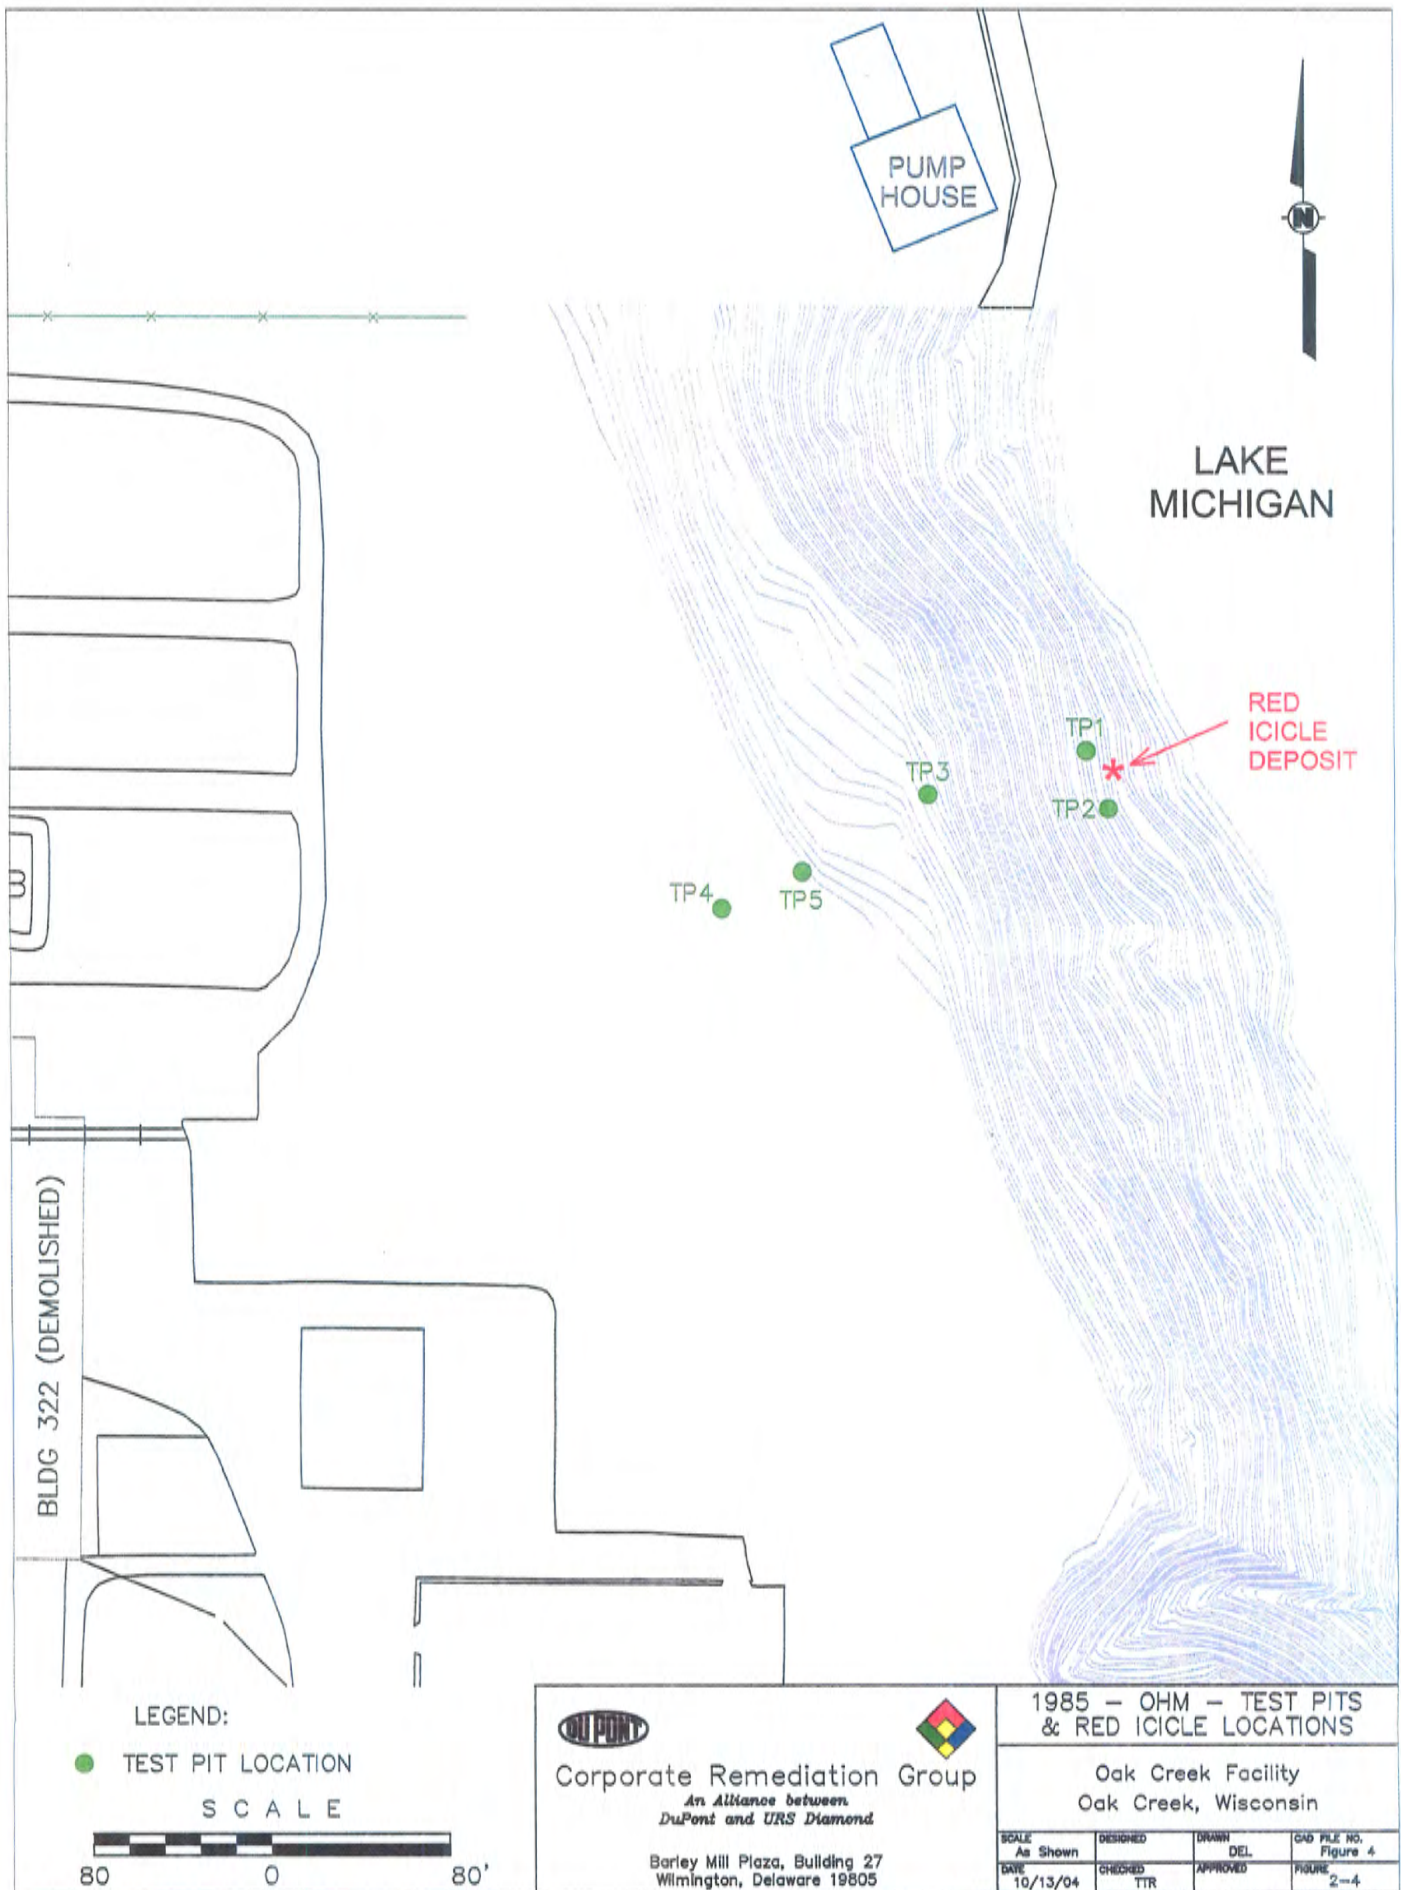 PUMP
HOUSE
N
LAKE
MICHIGAN
RED
ICICLE
DEPOSIT
TP1
TP3
TP2
TP4
TP5
BLDG 322 (DEMOLISHED)
LEGEND:
TEST PIT LOCATION
SCALE
80 0 80'
DU PONT
Corporate Remediation Group
An Alliance between
DuPont and URS Diamond
Barley Mill Plaza, Building 27
Wilmington, Delaware 19805
1985 - OHM - TEST PITS
& RED ICICLE LOCATIONS
Oak Creek Facility
Oak Creek, Wisconsin
SCALE As Shown
DESIGNED
DRAWN DEL
CAD FILE NO. Figure 4
DATE 10/13/04
CHECKED TTR
APPROVED
FIGURE 2-4